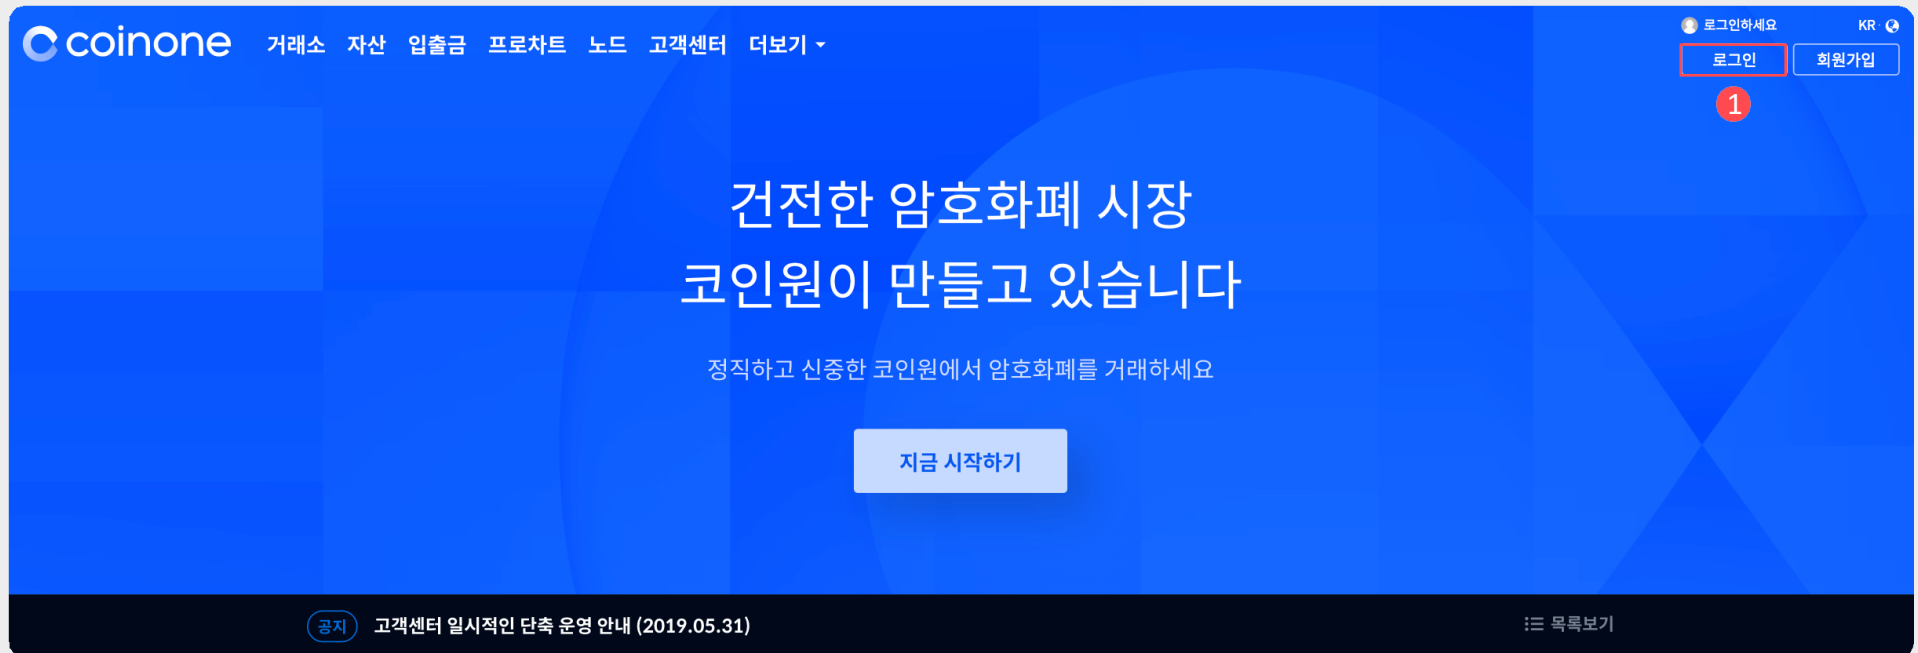 coinone 거래소 자산 입출금 프로차트 노드 고객센터 더보기
로그인하세요 KR
로그인 회원가입
1
건전한 암호화폐 시장
코인원이 만들고 있습니다
정직하고 신중한 코인원에서 암호화폐를 거래하세요
지금 시작하기
공지 고객센터 일시적인 단축 운영 안내 (2019.05.31) 목록보기